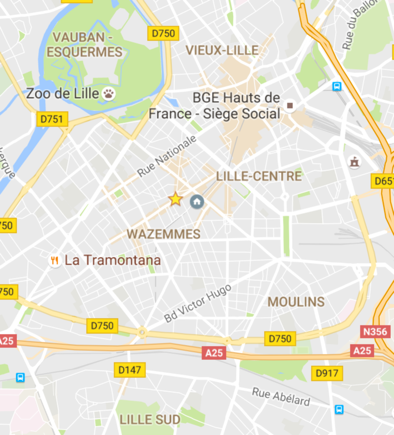 D750
VAUBAN -
ESQUERMES
VIEUX-LILLE
Rue du Ballon
Zoo de Lille
BGE Hauts de
France - Siège Social
D751
Rue Nationale
LILLE-CENTRE
D65
750
WAZEMMES
La Tramontana
750
Bd Victor Hugo
MOULINS
D750
D750
N356
A25
A25
A25
D147
D917
Rue Abélard
LILLE SUD